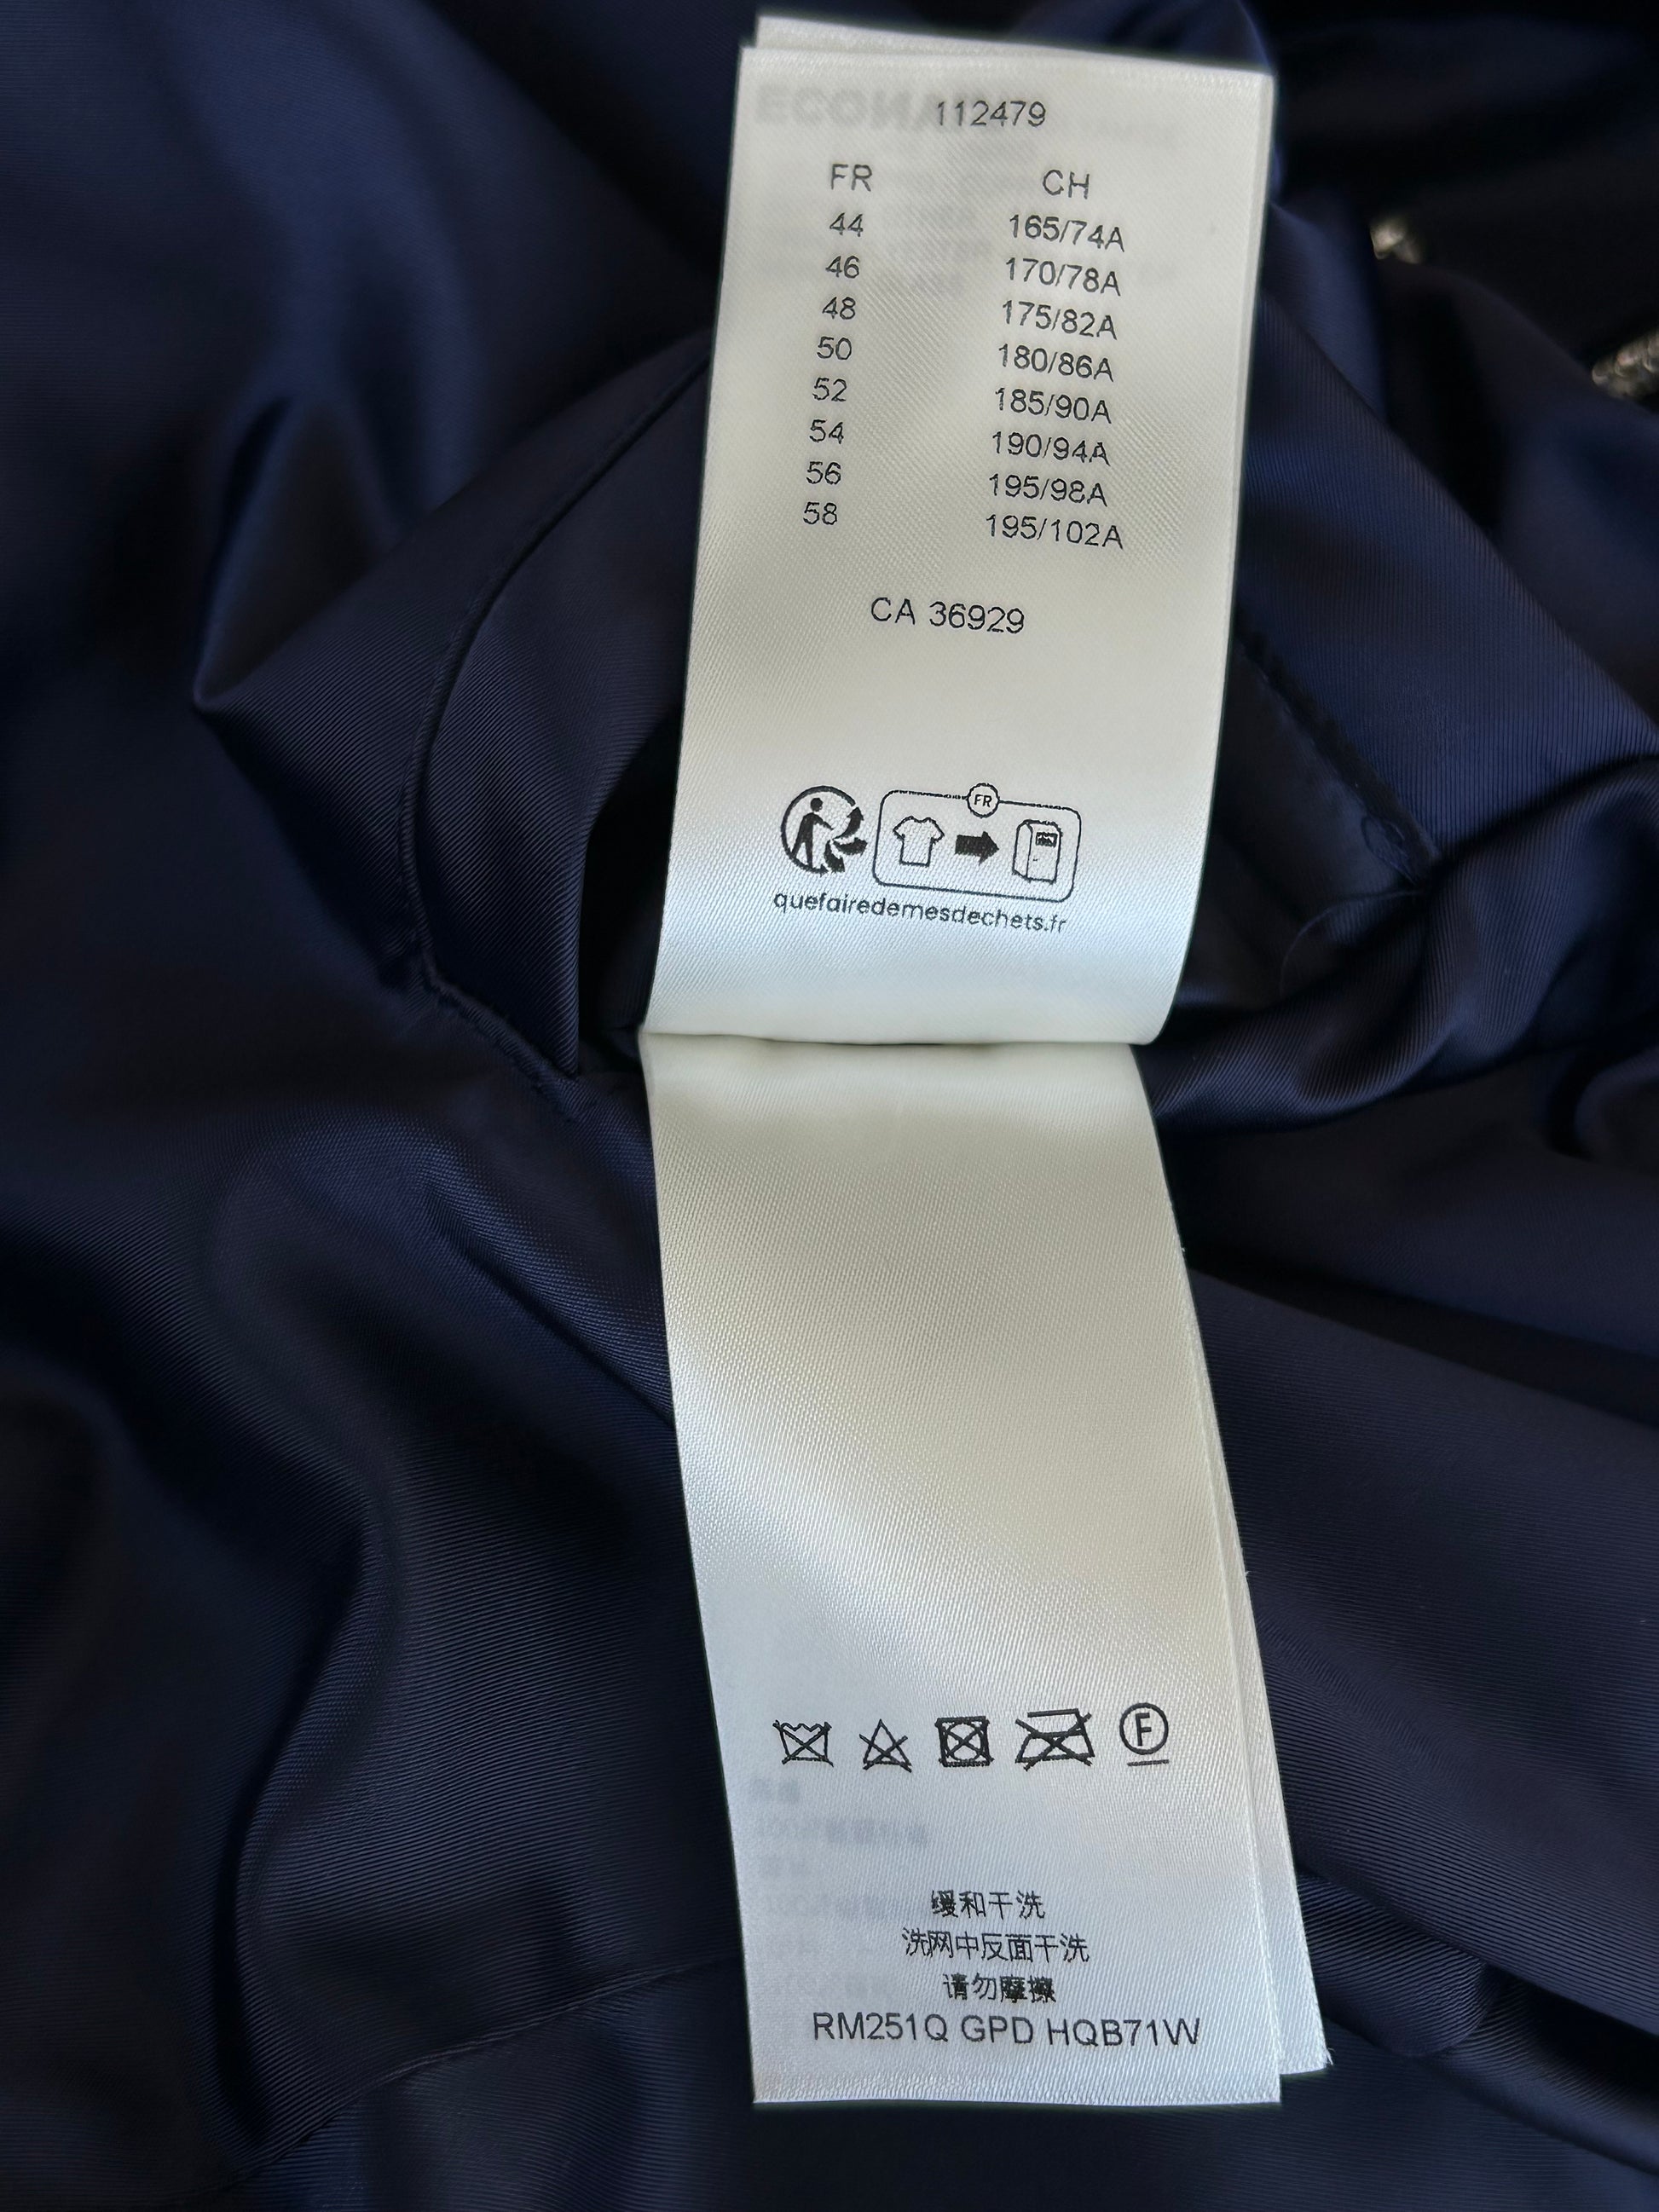 112479
FR CH
44 165/74A
46 170/78A
48 175/82A
50 180/86A
52 185/90A
54 190/94A
56 195/98A
58 195/102A
CA 36929
FR
quefairedemesdechets.fr
F
缓和干洗
洗网中反面干洗
请勿摩擦
RM251Q GPD HQB71W